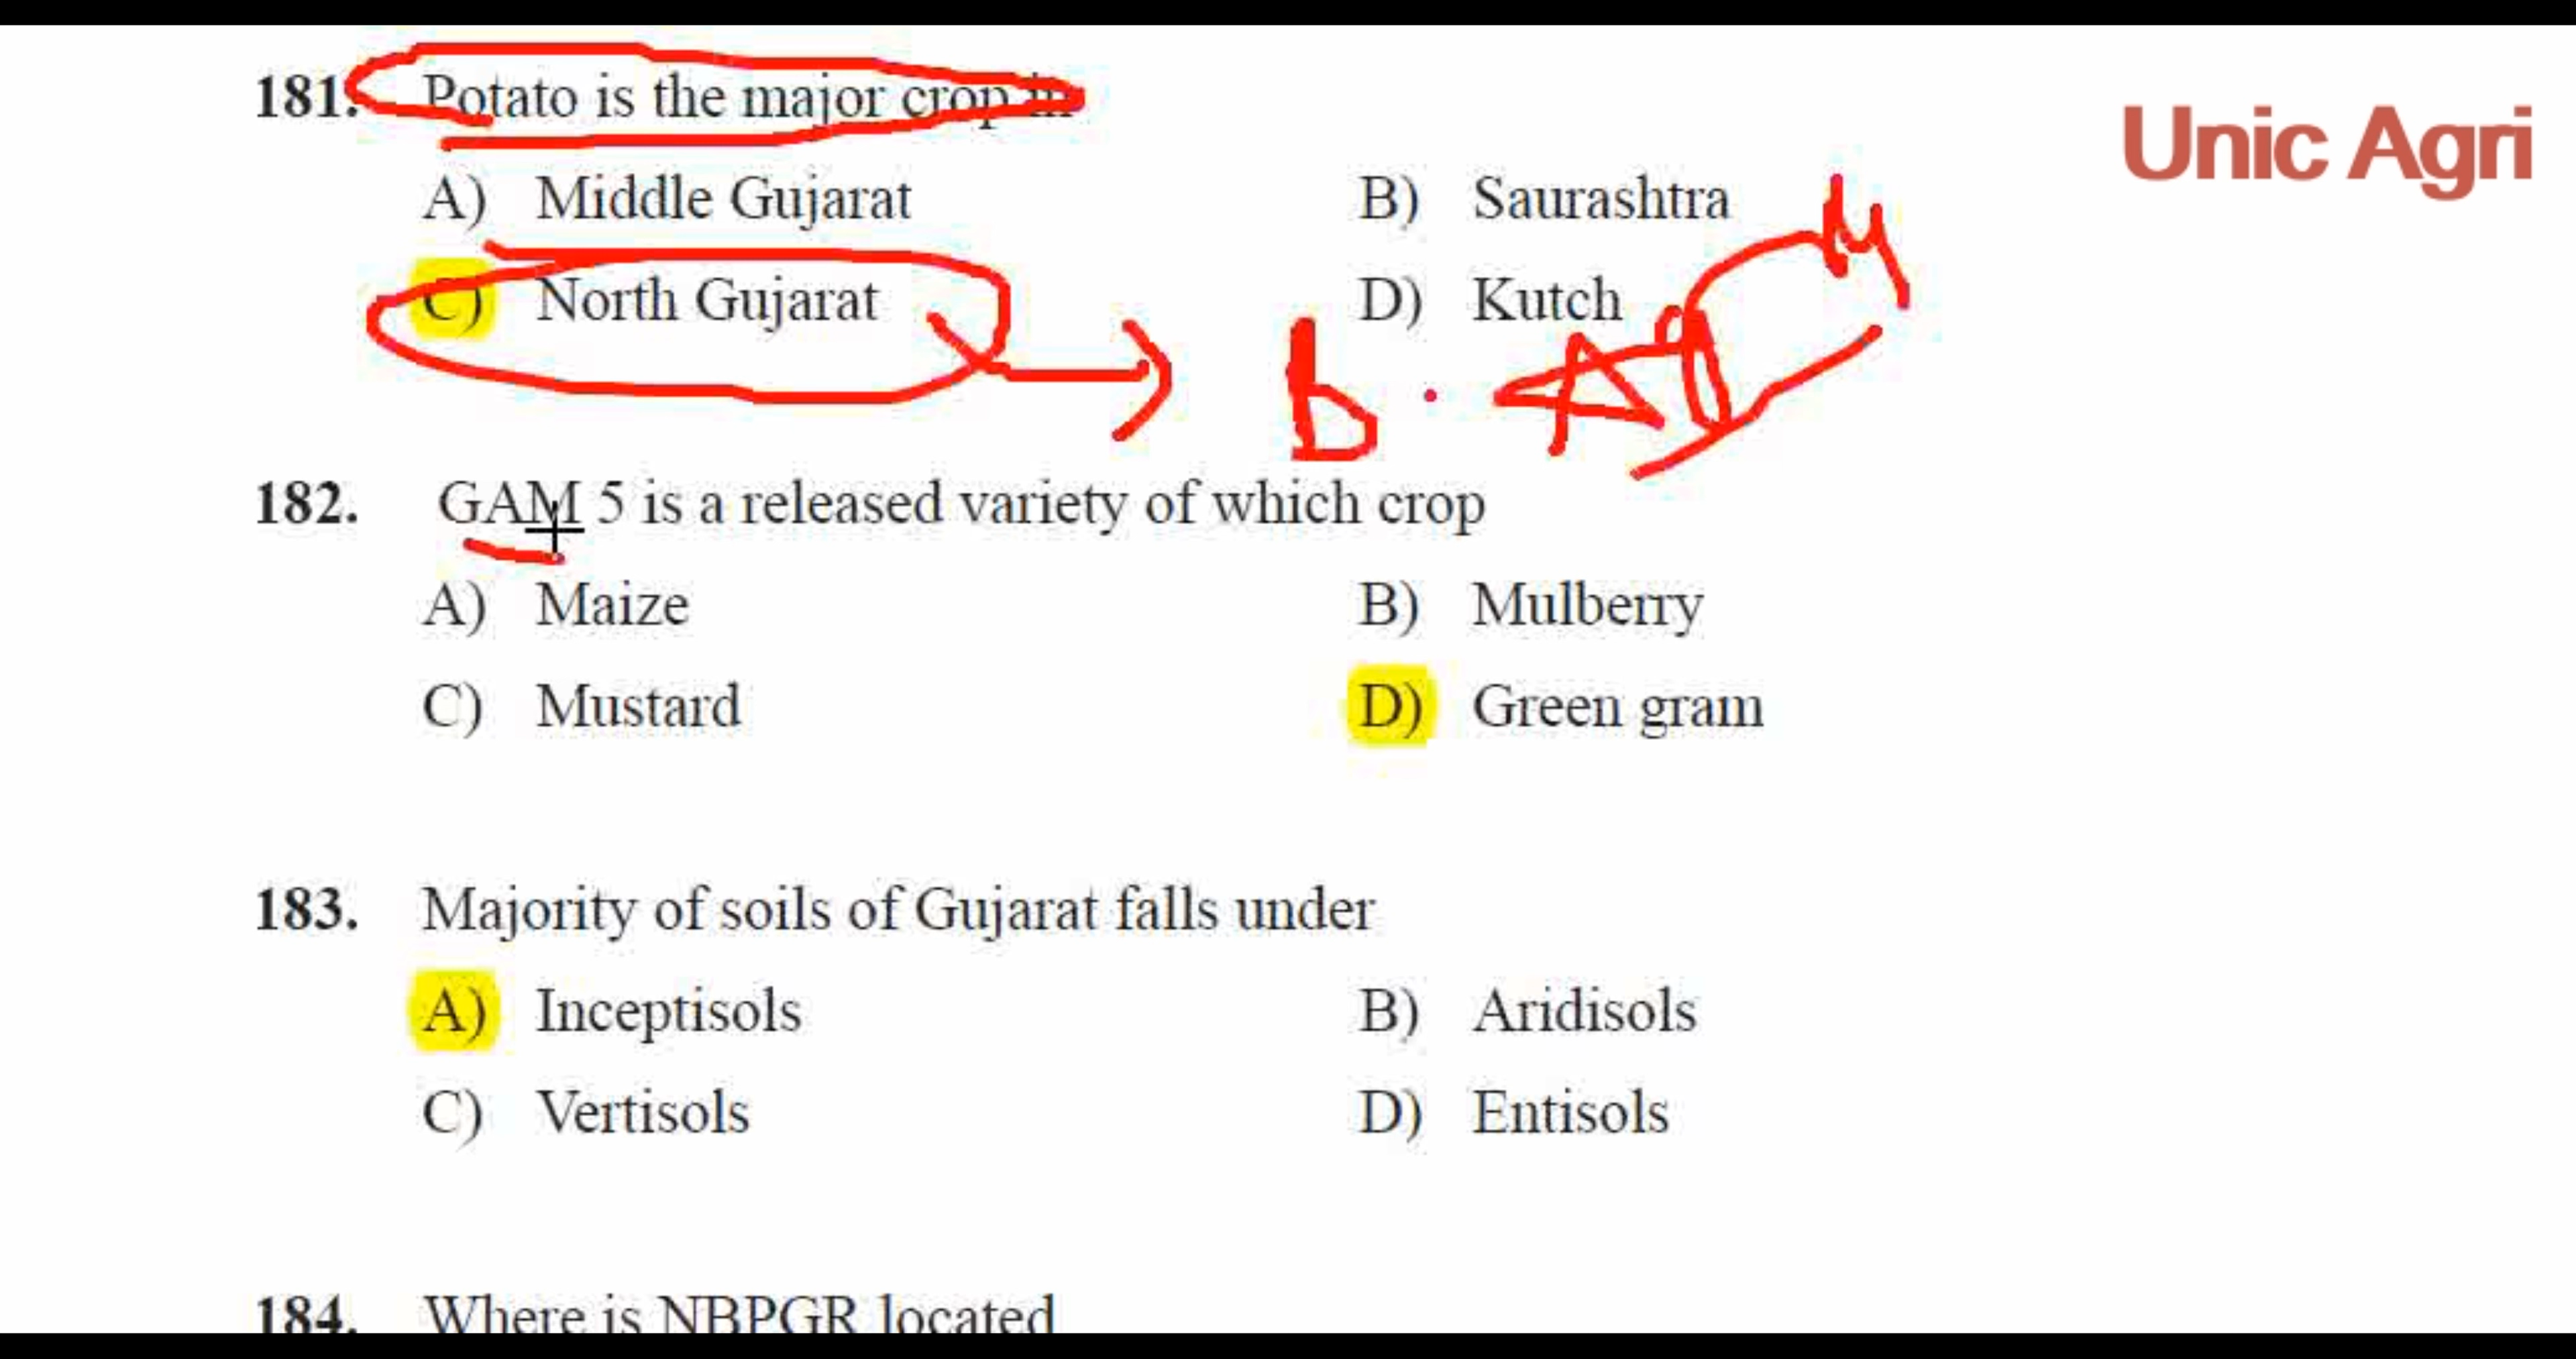 Unic Agri
181. Potato is the major crop in
A) Middle Gujarat B) Saurashtra
C) North Gujarat D) Kutch
182. GAM 5 is a released variety of which crop
A) Maize B) Mulberry
C) Mustard D) Green gram
183. Majority of soils of Gujarat falls under
A) Inceptisols B) Aridisols
C) Vertisols D) Entisols
184. Where is NBPGR located